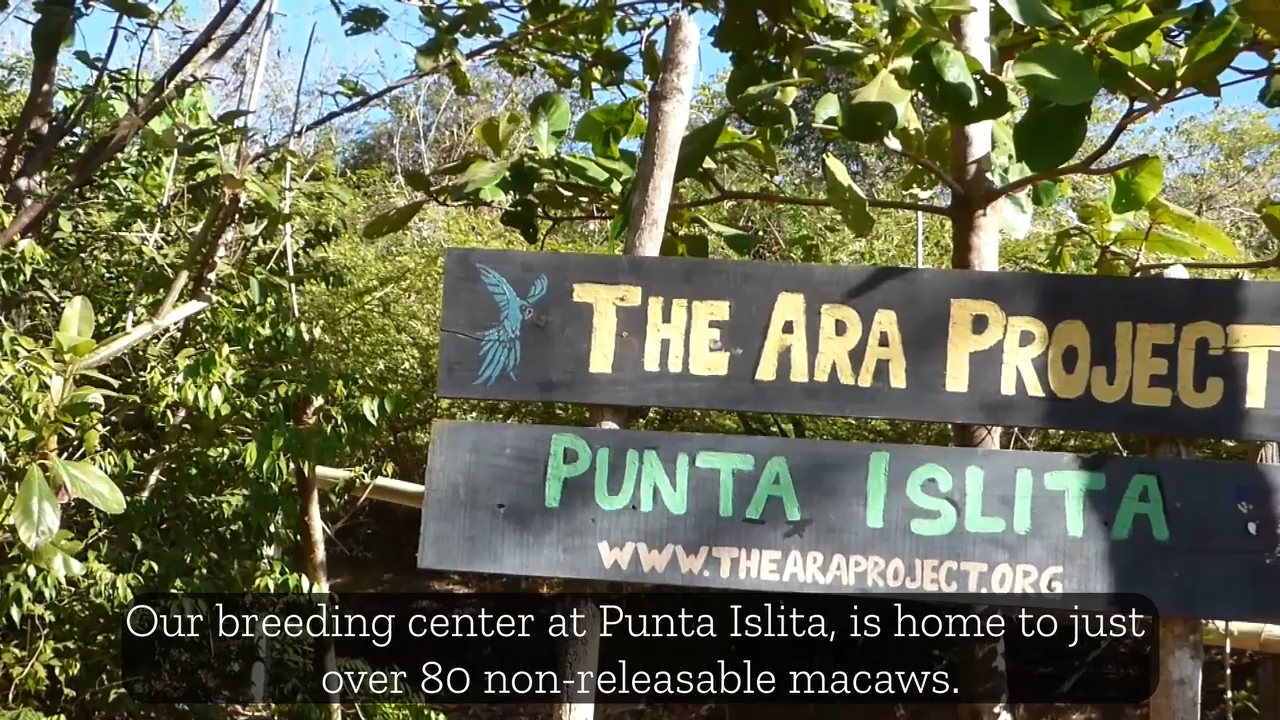 THE ARA PROJECT
PUNTA ISLITA
WWW.THEARAPROJECT.ORG
Our breeding center at Punta Islita, is home to just
over 80 non-releasable macaws.